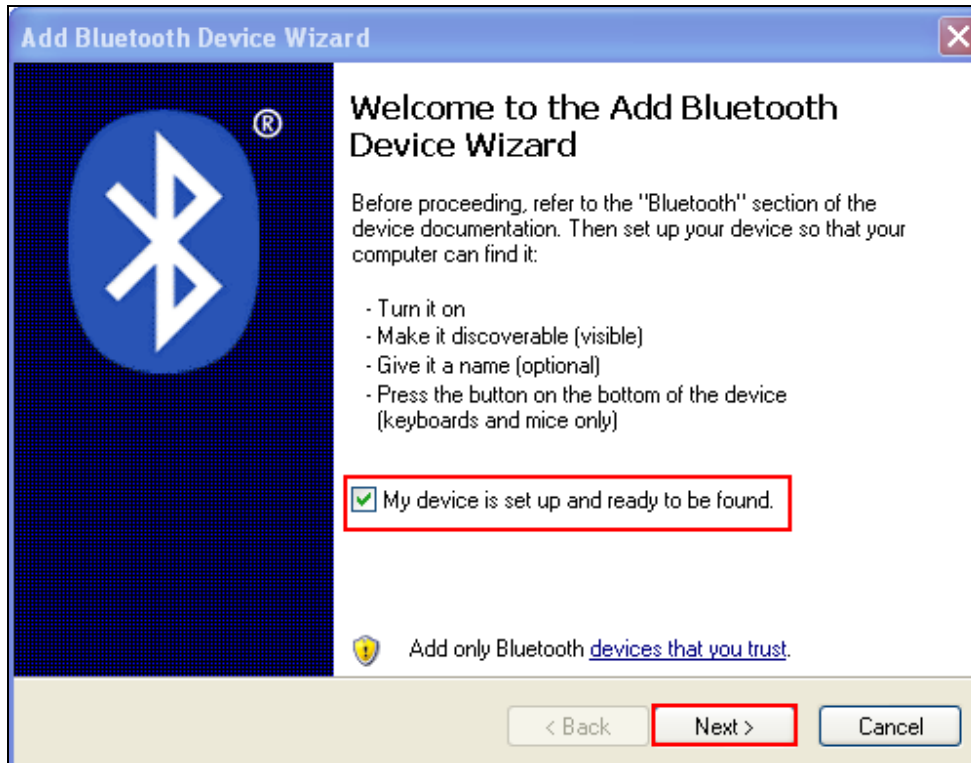 Add Bluetooth Device Wizard
®
Welcome to the Add Bluetooth
Device Wizard
Before proceeding, refer to the "Bluetooth" section of the
device documentation. Then set up your device so that your
computer can find it:
- Turn it on
- Make it discoverable (visible)
- Give it a name (optional)
- Press the button on the bottom of the device
(keyboards and mice only)
My device is set up and ready to be found.
Add only Bluetooth devices that you trust.
< Back Next > Cancel